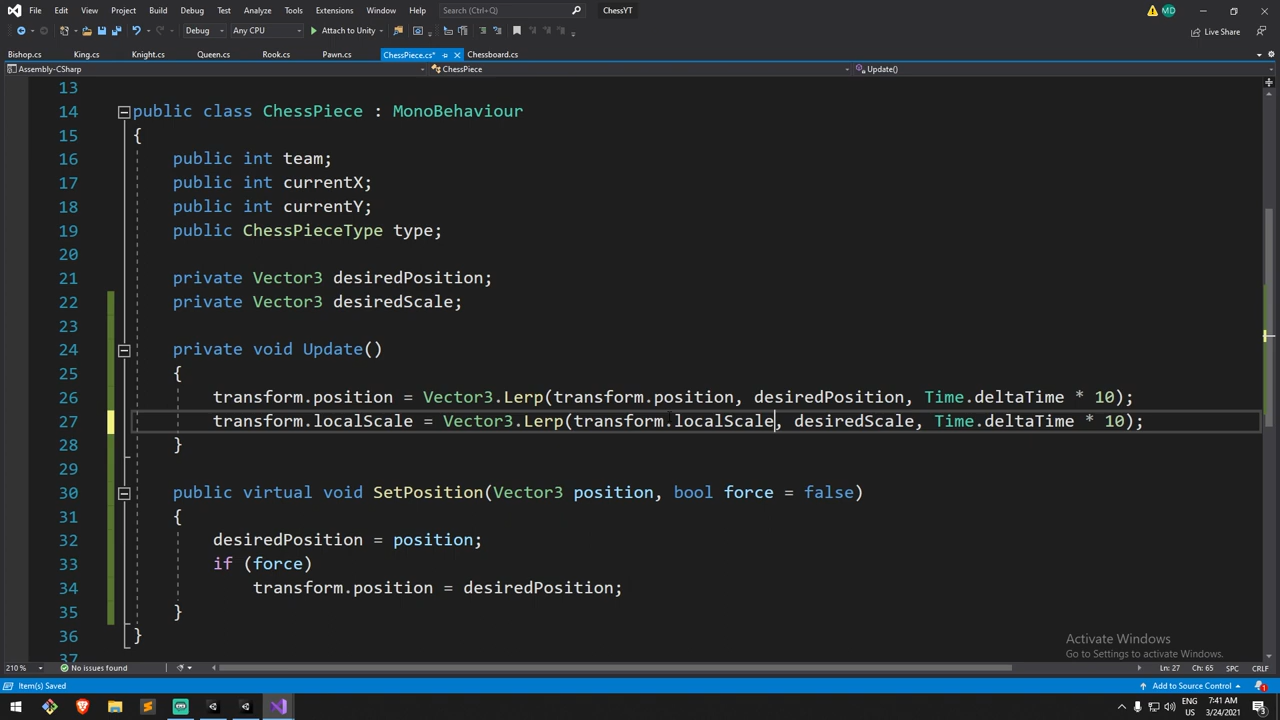 File Edit View Git Project Build Debug Test Analyze Tools Extensions Window Help Search (Ctrl+Q) ChessYT MD
Debug Any CPU Attach to Unity Live Share
Bishop.cs King.cs Knight.cs Queen.cs Rook.cs Pawn.cs ChessPiece.cs* Chessboard.cs
Assembly-CSharp ChessPiece Update()
13
14 public class ChessPiece : MonoBehaviour
15 {
16 public int team;
17 public int currentX;
18 public int currentY;
19 public ChessPieceType type;
20
21 private Vector3 desiredPosition;
22 private Vector3 desiredScale;
23
24 private void Update()
25 {
26 transform.position = Vector3.Lerp(transform.position, desiredPosition, Time.deltaTime * 10);
27 transform.localScale = Vector3.Lerp(transform.localScale, desiredScale, Time.deltaTime * 10);
28 }
29
30 public virtual void SetPosition(Vector3 position, bool force = false)
31 {
32 desiredPosition = position;
33 if (force)
34 transform.position = desiredPosition;
35 }
36 }
37
Activate Windows
Go to Settings to activate Windows.
210 % No issues found Ln: 27 Ch: 65 SPC CRLF
Item(s) Saved Add to Source Control 1
ENG 7:41 AM
US 3/24/2021 3